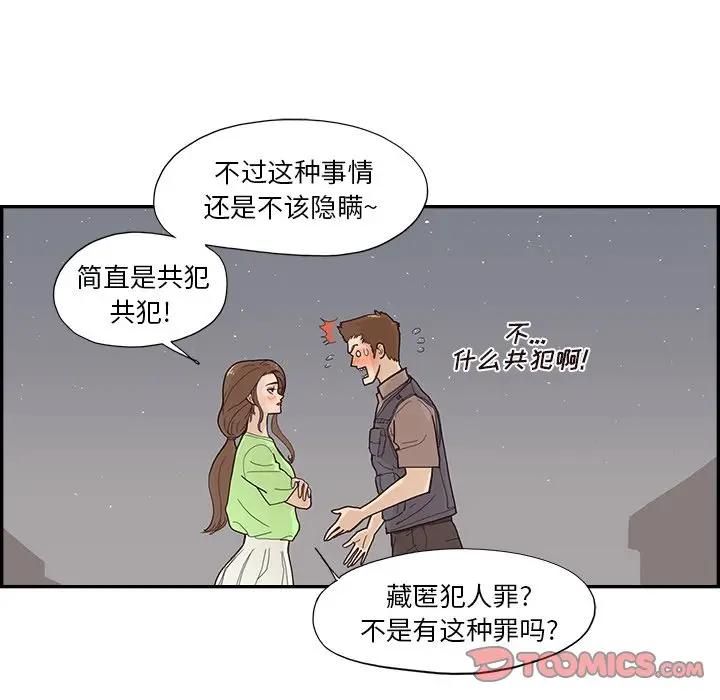 不过这种事情
还是不该隐瞒~
简直是共犯
共犯!
不...
什么共犯啊!
藏匿犯人罪?
不是有这种罪吗?
TOOMICS.COM